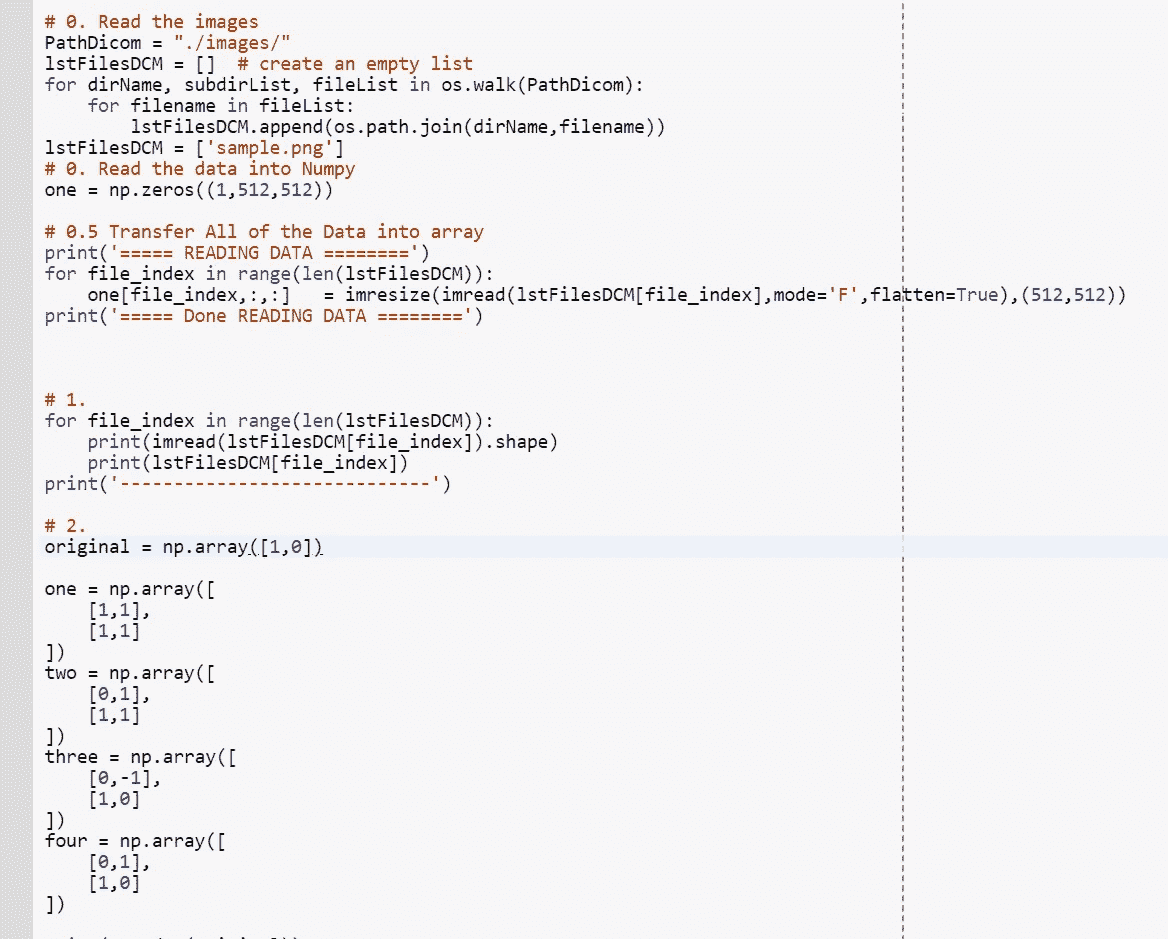 # 0. Read the images
PathDicom = "./images/"
lstFilesDCM = []  # create an empty list
for dirName, subdirList, fileList in os.walk(PathDicom):
    for filename in fileList:
        lstFilesDCM.append(os.path.join(dirName,filename))
lstFilesDCM = ['sample.png']
# 0. Read the data into Numpy
one = np.zeros((1,512,512))
# 0.5 Transfer All of the Data into array
print('===== READING DATA ========')
for file_index in range(len(lstFilesDCM)):
    one[file_index,:,:]   = imresize(imread(lstFilesDCM[file_index],mode='F',flatten=True),(512,512))
print('===== Done READING DATA ========')
# 1.
for file_index in range(len(lstFilesDCM)):
    print(imread(lstFilesDCM[file_index]).shape)
    print(lstFilesDCM[file_index])
print('-----------------------------')
# 2.
original = np.array([1,0])
one = np.array([
    [1,1],
    [1,1]
])
two = np.array([
    [0,1],
    [1,1]
])
three = np.array([
    [0,-1],
    [1,0]
])
four = np.array([
    [0,1],
    [1,0]
])